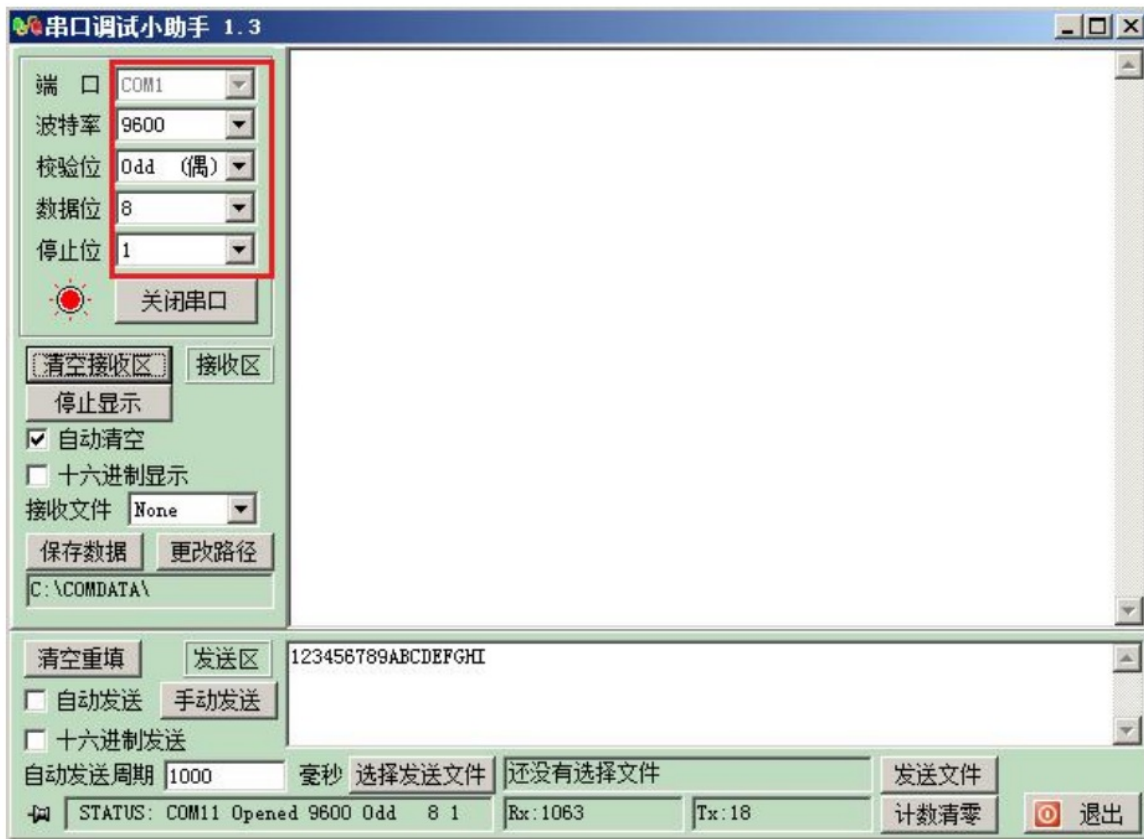 串口调试小助手 1.3
端 口 COM1
波特率 9600
校验位 Odd (偶)
数据位 8
停止位 1
关闭串口
清空接收区 接收区
停止显示
自动清空
十六进制显示
接收文件 None
保存数据 更改路径
C:\COMDATA\
清空重填 发送区 123456789ABCDEFGHI
自动发送 手动发送
十六进制发送
自动发送周期 1000 毫秒 选择发送文件 还没有选择文件 发送文件
STATUS: COM11 Opened 9600 Odd 8 1 Rx:1063 Tx:18 计数清零 退出